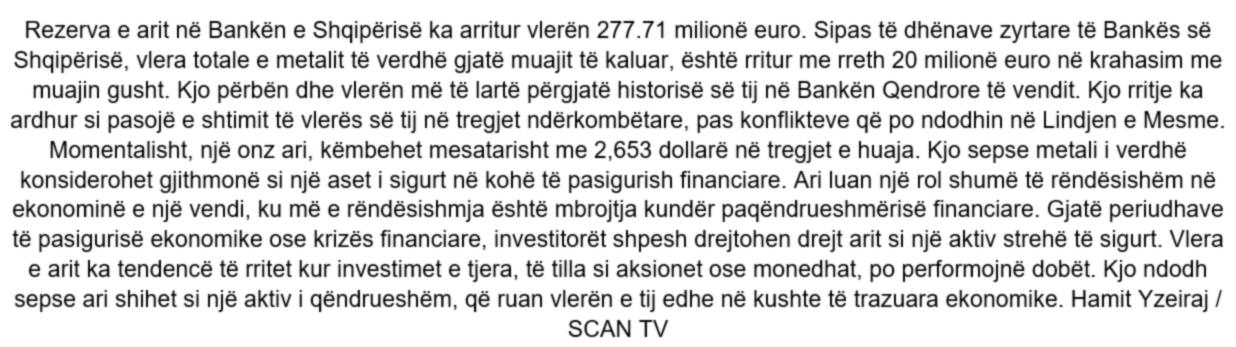 Rezerva e arit në Bankën e Shqipërisë ka arritur vlerën 277.71 milionë euro. Sipas të dhënave zyrtare të Bankës së
Shqipërisë, vlera totale e metalit të verdhë gjatë muajit të kaluar, është rritur me rreth 20 milionë euro në krahasim me
muajin gusht. Kjo përbën dhe vlerën më të lartë përgjatë historisë së tij në Bankën Qendrore të vendit. Kjo rritje ka
ardhur si pasojë e shtimit të vlerës së tij në tregjet ndërkombëtare, pas konflikteve që po ndodhin në Lindjen e Mesme.
Momentalisht, një onz ari, këmbehet mesatarisht me 2,653 dollarë në tregjet e huaja. Kjo sepse metali i verdhë
konsiderohet gjithmonë si një aset i sigurt në kohë të pasigurish financiare. Ari luan një rol shumë të rëndësishëm në
ekonominë e një vendi, ku më e rëndësishmja është mbrojtja kundër paqëndrueshmërisë financiare. Gjatë periudhave
të pasigurisë ekonomike ose krizës financiare, investitorët shpesh drejtohen drejt arit si një aktiv strehë të sigurt. Vlera
e arit ka tendencë të rritet kur investimet e tjera, të tilla si aksionet ose monedhat, po performojnë dobët. Kjo ndodh
sepse ari shihet si një aktiv i qëndrueshëm, që ruan vlerën e tij edhe në kushte të trazuara ekonomike. Hamit Yzeiraj /
SCAN TV